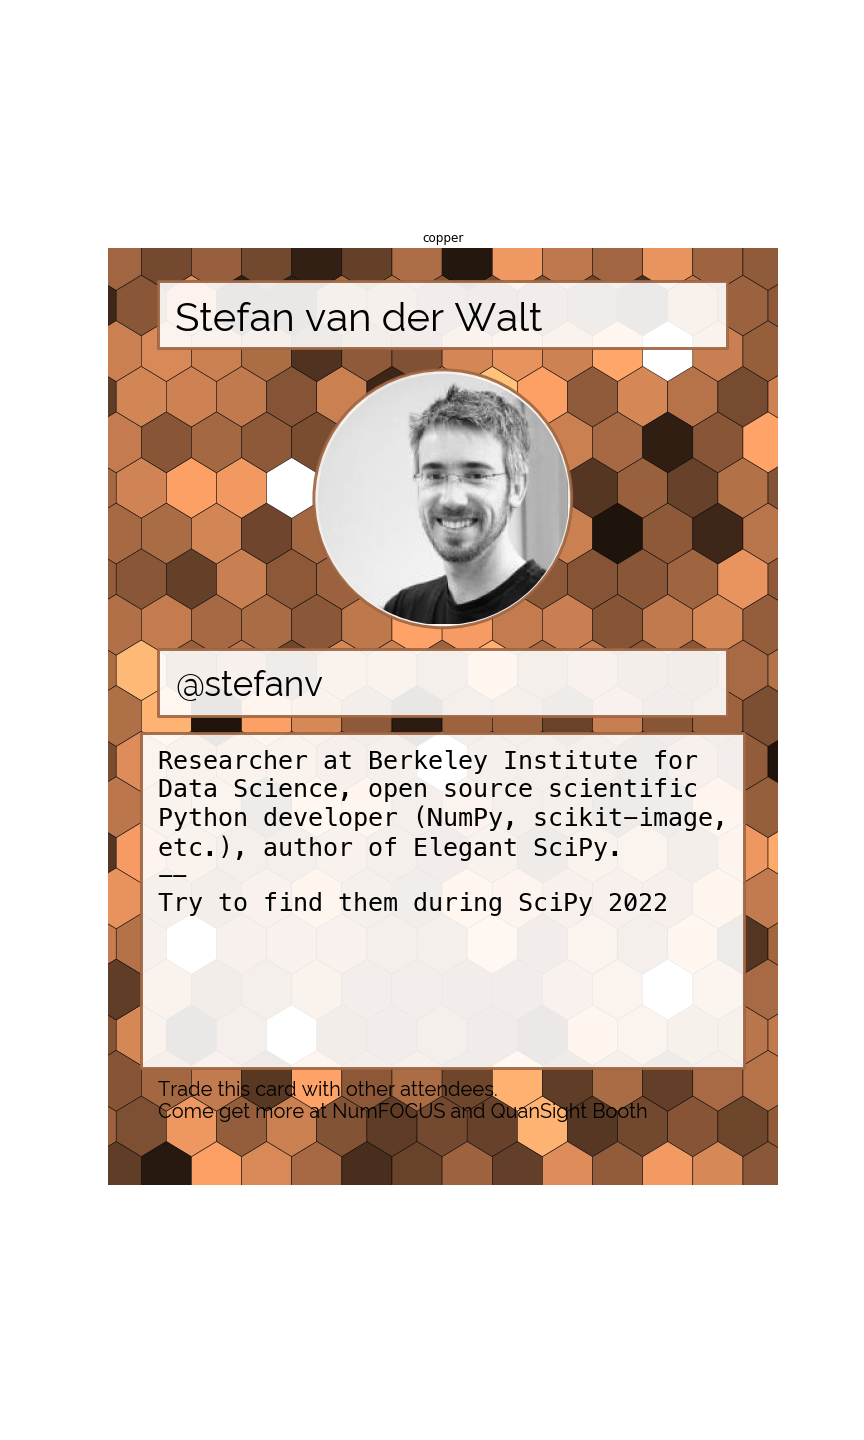 copper
Stefan van der Walt
@stefanv
Researcher at Berkeley Institute for
Data Science, open source scientific
Python developer (NumPy, scikit-image,
etc.), author of Elegant SciPy.
--
Try to find them during SciPy 2022
Trade this card with other attendees.
Come get more at NumFOCUS and QuanSight Booth